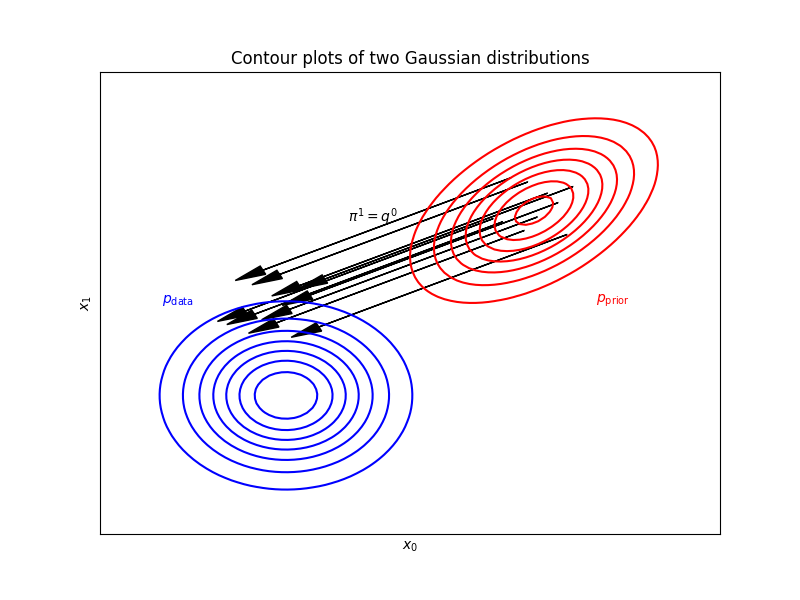 Contour plots of two Gaussian distributions
π¹ = q⁰
p_data
p_prior
x₁
x₀